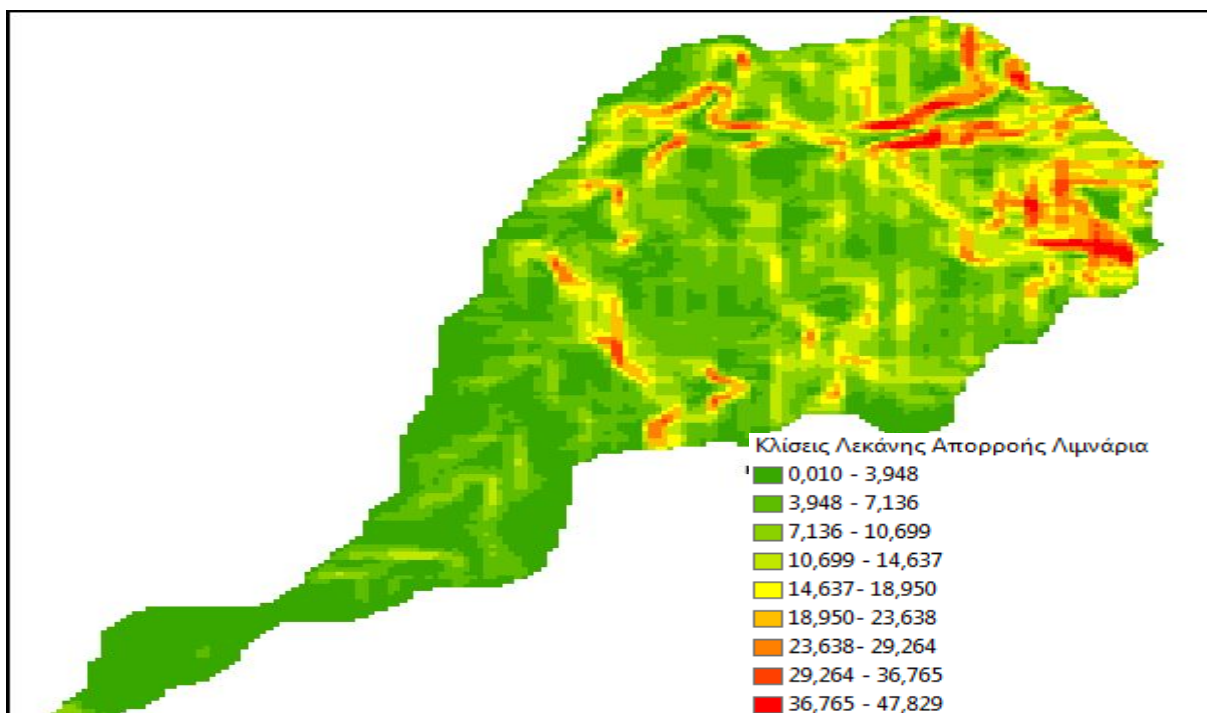 Κλίσεις Λεκάνης Απορροής Λιμνάρια
0,010 - 3,948
3,948 - 7,136
7,136 - 10,699
10,699 - 14,637
14,637- 18,950
18,950 - 23,638
23,638- 29,264
29,264 - 36,765
36,765 - 47,829